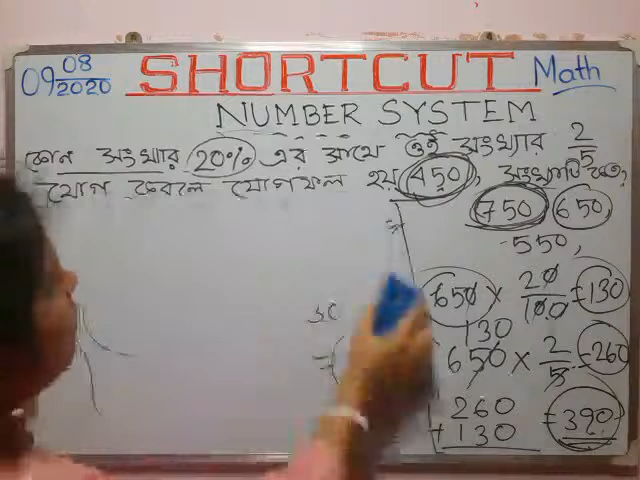 09 08/2020 SHORTCUT Math
NUMBER SYSTEM
কোন সংখ্যার 20% এর সাথে ঐই সংখ্যার 2/5
যোগ করলে যোগফল হয় 450, সংখ্যাটি কত?
750 650
550,
650 × 20/100 = 130
130
650 × 2/5 = 260
260
+ 130 = 390